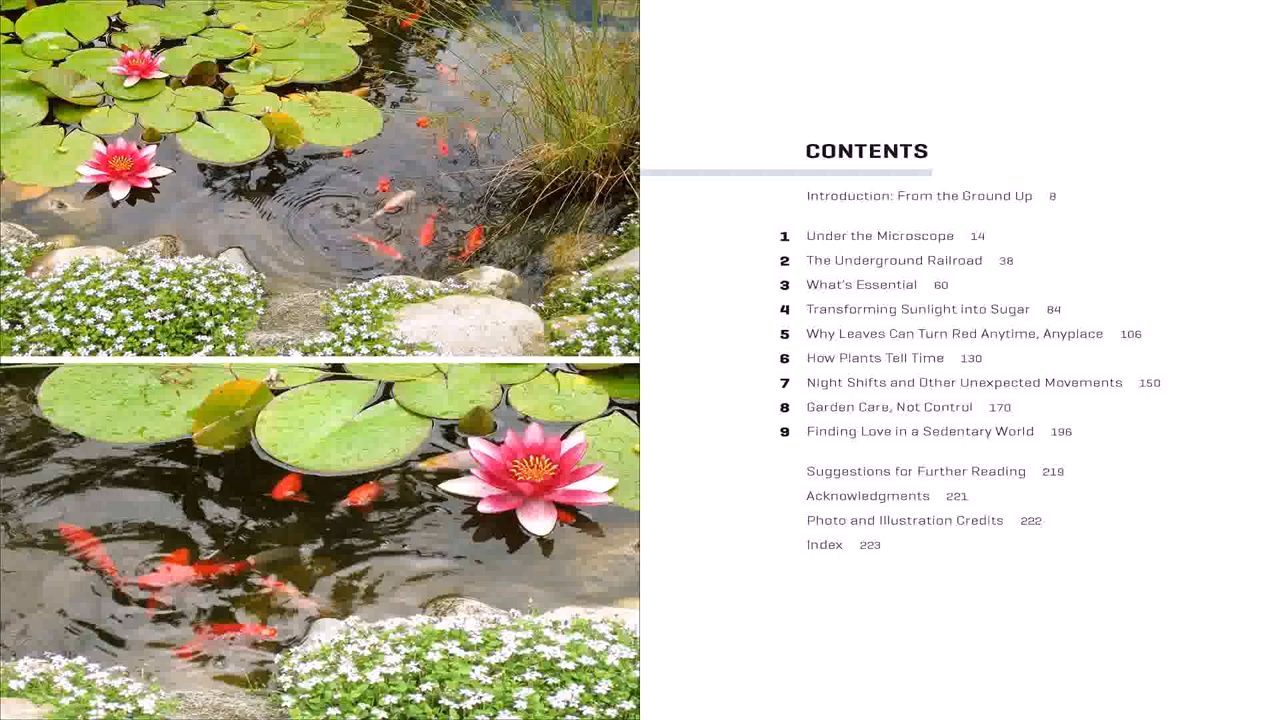 CONTENTS
Introduction: From the Ground Up 8
1 Under the Microscope 14
2 The Underground Railroad 38
3 What's Essential 60
4 Transforming Sunlight into Sugar 84
5 Why Leaves Can Turn Red Anytime, Anyplace 106
6 How Plants Tell Time 130
7 Night Shifts and Other Unexpected Movements 150
8 Garden Care, Not Control 170
9 Finding Love in a Sedentary World 196
Suggestions for Further Reading 219
Acknowledgments 221
Photo and Illustration Credits 222
Index 223